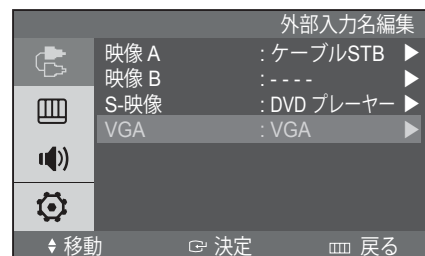 外部入力名編集
映像 A : ケーブルSTB ▶
映像 B : - - - -
S-映像 : DVD プレーヤー ▶
VGA : VGA ▶
移動 決定 戻る